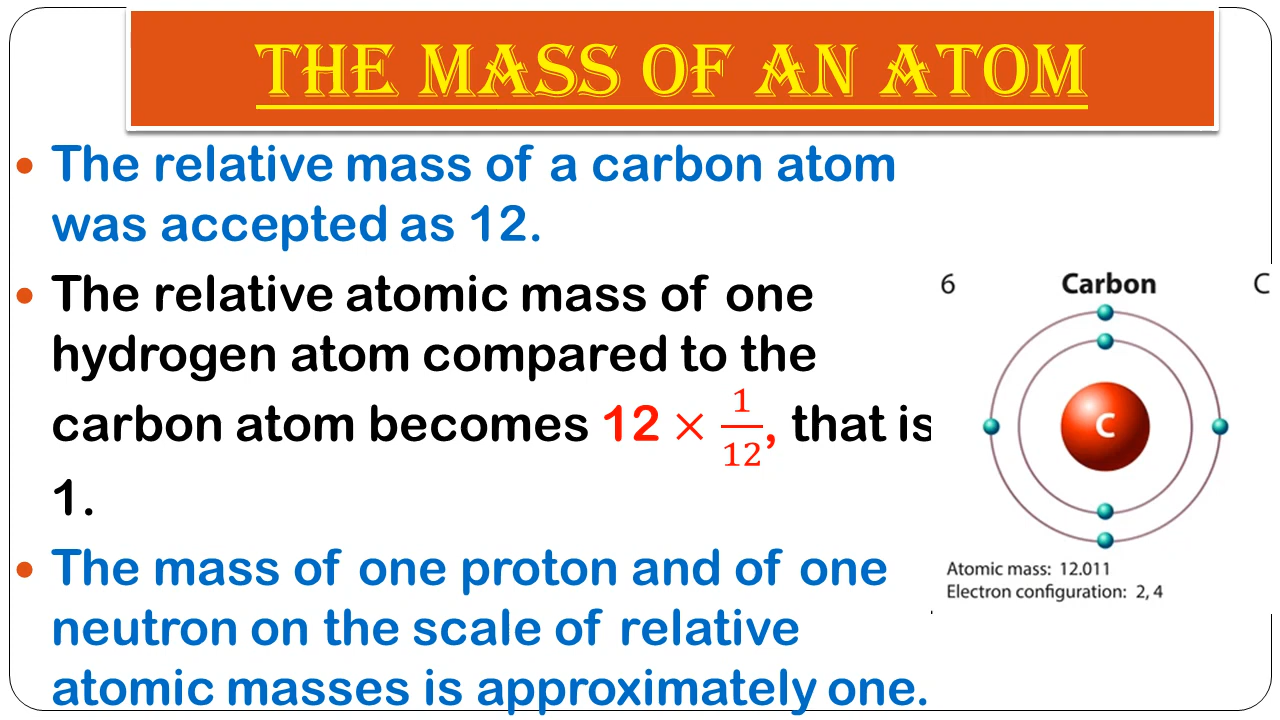 THE MASS OF AN ATOM
• The relative mass of a carbon atom
was accepted as 12.
• The relative atomic mass of one
hydrogen atom compared to the
carbon atom becomes 12 × 1/12, that is
1.
• The mass of one proton and of one
neutron on the scale of relative
atomic masses is approximately one.
6 Carbon C
C
Atomic mass: 12.011
Electron configuration: 2, 4